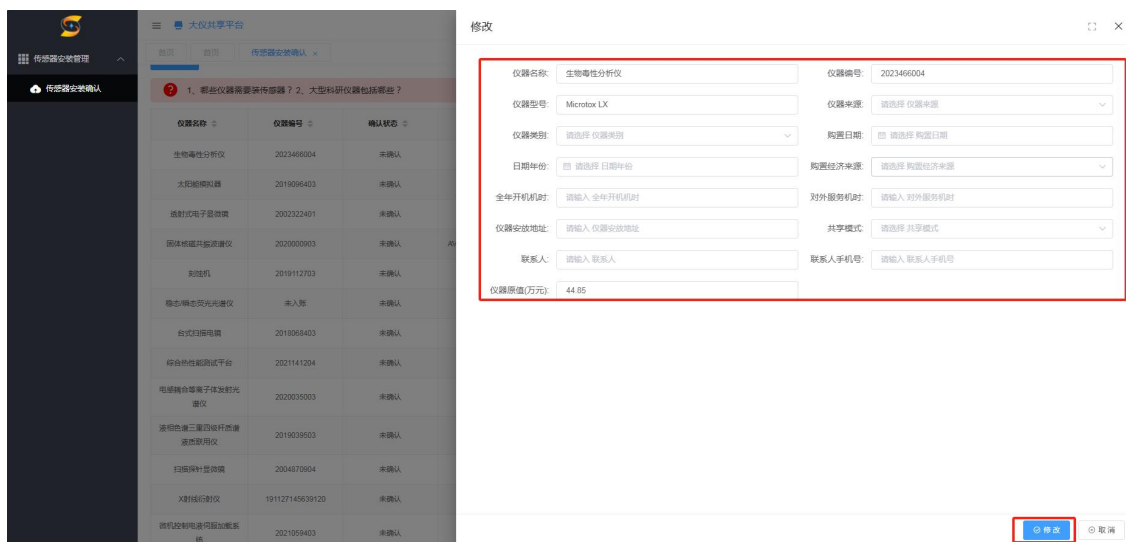 大仪共享平台
修改
传感器安装管理
首页
传感器安装确认 ×
传感器安装确认
1、哪些仪器需要装传感器？2、大型科研仪器包括哪些？
仪器名称 仪器编号 确认状态
生物毒性分析仪 2023466004 未确认
太阳能模拟器 2019096403 未确认
透射式电子显微镜 2002322401 未确认
固体核磁共振波谱仪 2020000903 未确认 AV
刻蚀机 2019112703 未确认
稳态/瞬态荧光光谱仪 未入账 未确认
台式扫描电镜 2018068403 未确认
综合热性能测试平台 2021141204 未确认
电感耦合等离子体发射光
谱仪 2020035003 未确认
液相色谱三重四级杆质谱
液质联用仪 2019039503 未确认
扫描探针显微镜 2004870904 未确认
X射线衍射仪 191127145639120 未确认
微机控制电液伺服加载系
统 2021059403 未确认
仪器名称: 生物毒性分析仪 仪器编号: 2023466004
仪器型号: Microtox LX 仪器来源: 请选择 仪器来源
仪器类别: 请选择 仪器类别 购置日期: 请选择 购置日期
日期年份: 请选择 日期年份 购置经济来源: 请选择 购置经济来源
全年开机机时: 请输入 全年开机机时 对外服务机时: 请输入 对外服务机时
仪器安放地址: 请输入 仪器安放地址 共享模式: 请选择 共享模式
联系人: 请输入 联系人 联系人手机号: 请输入 联系人手机号
仪器原值(万元): 44.85
修改 取消